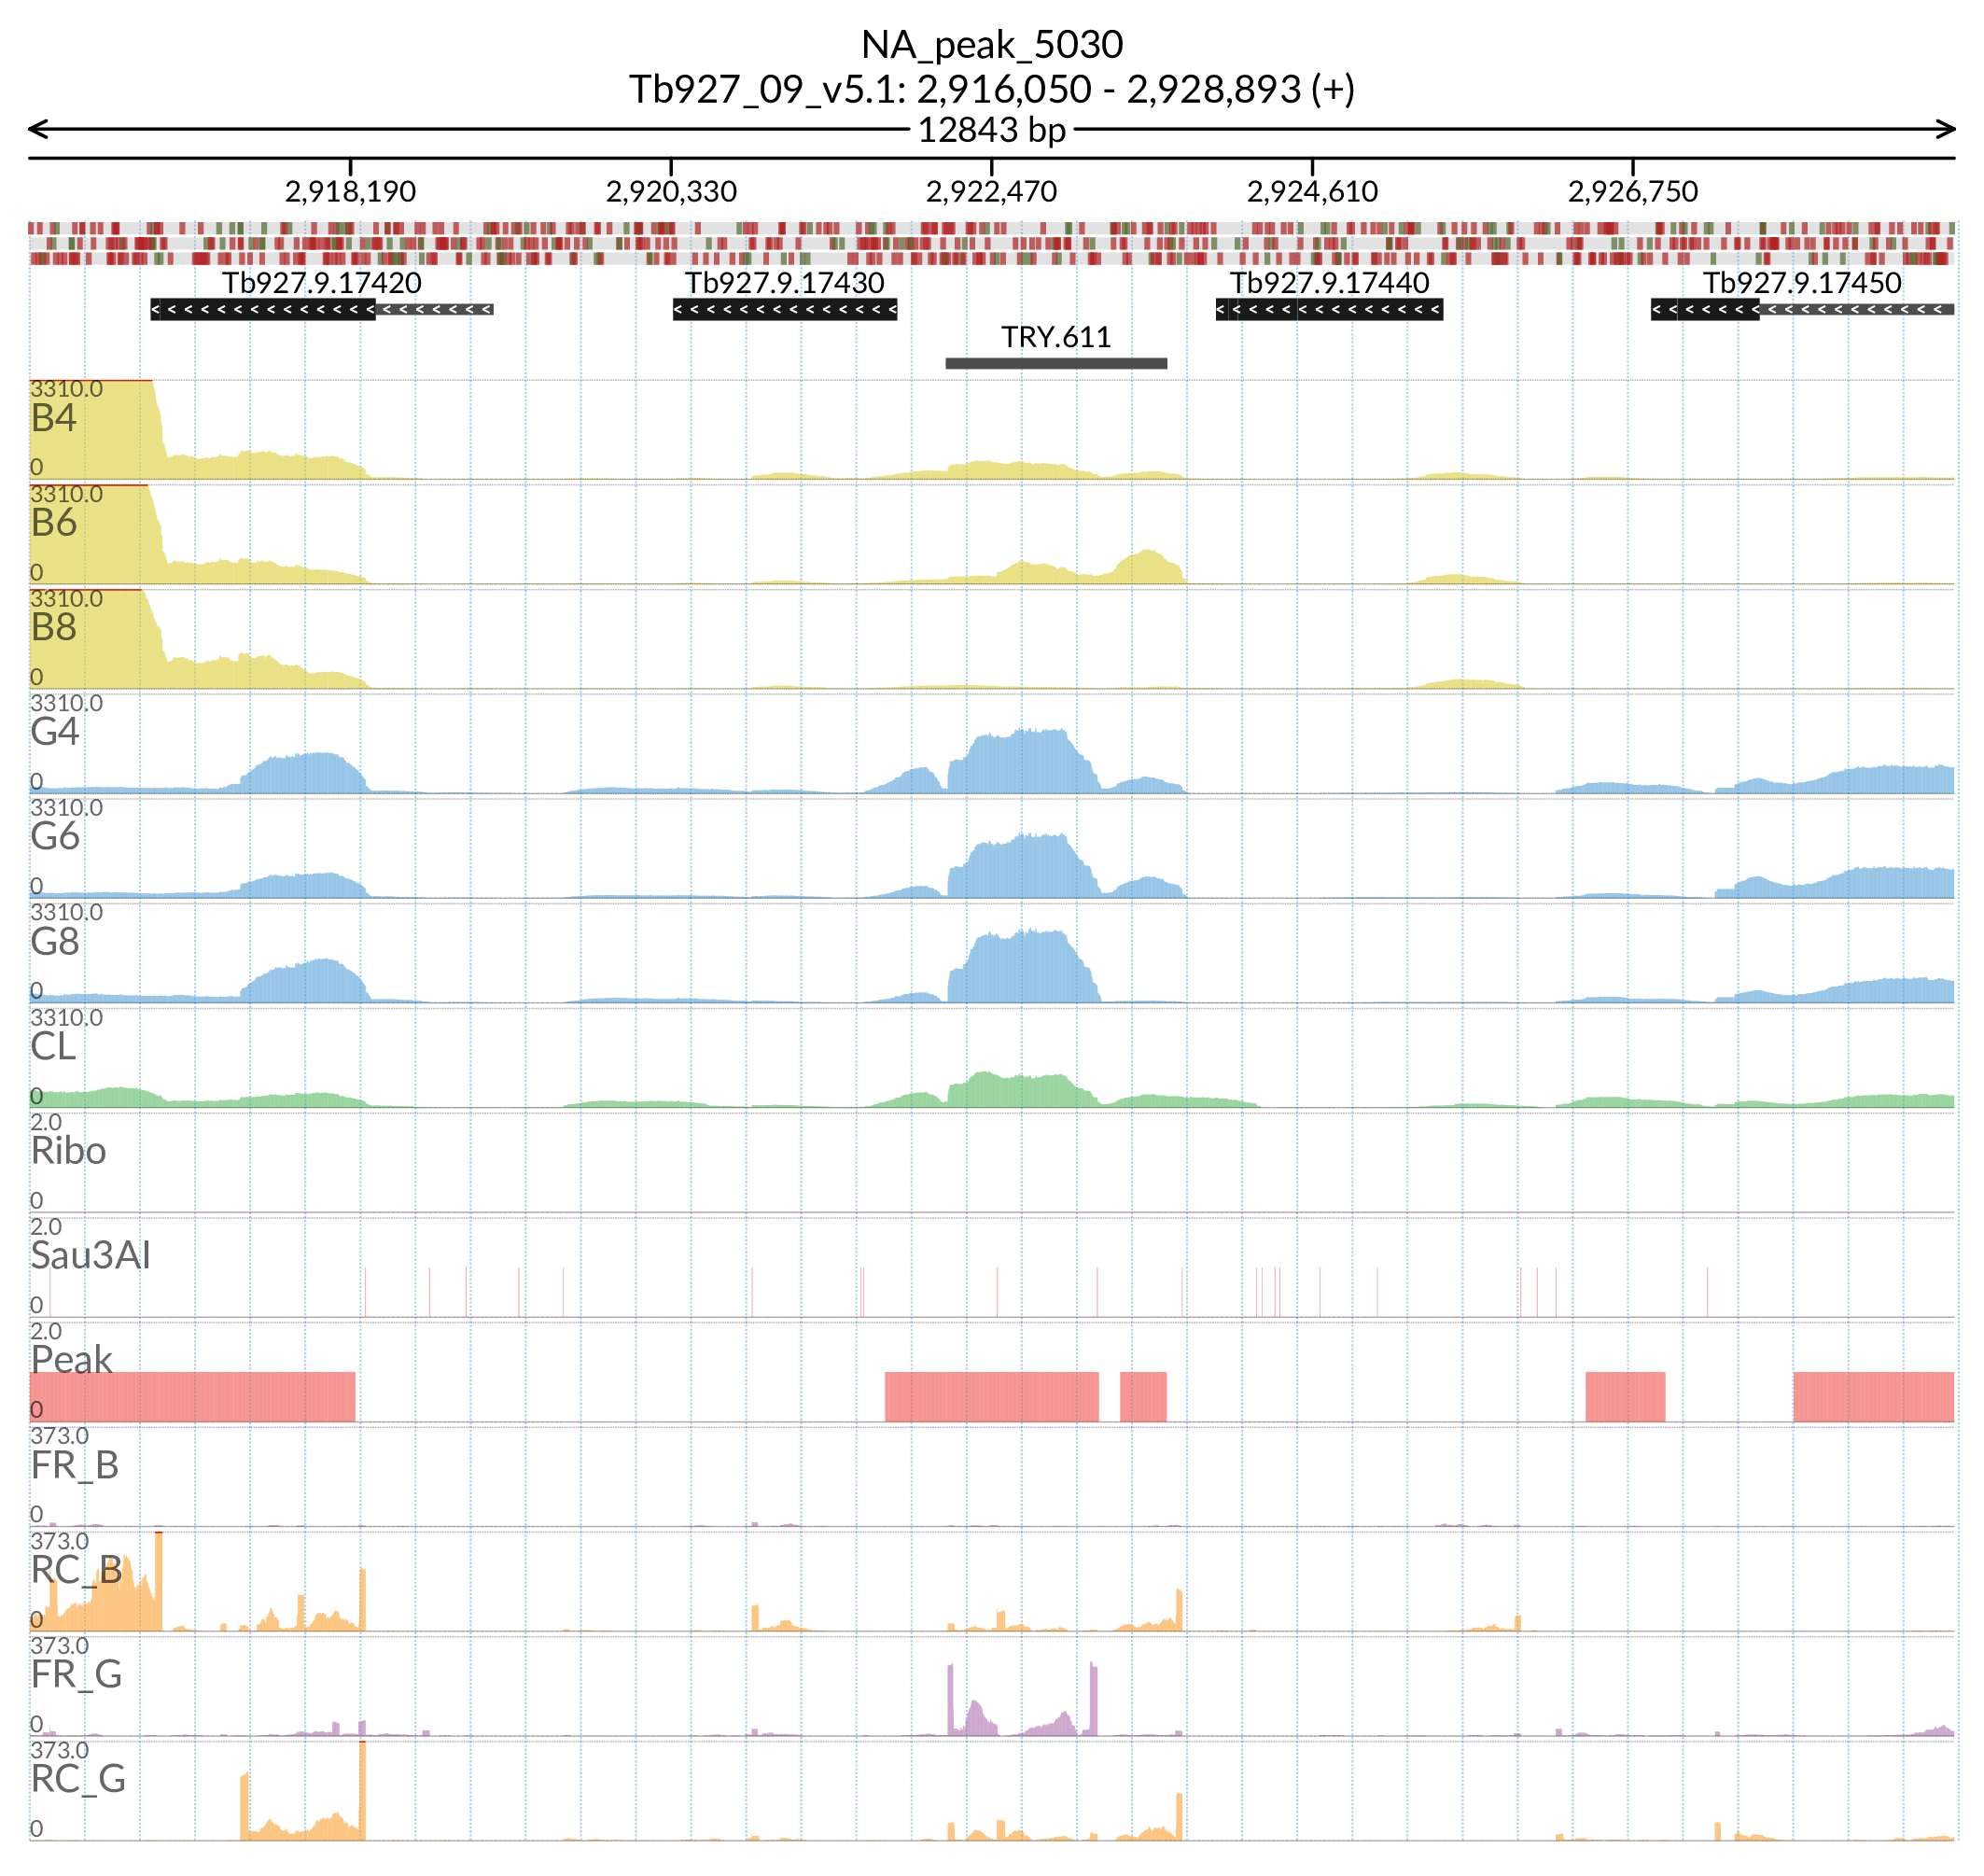 NA_peak_5030
Tb927_09_v5.1: 2,916,050 - 2,928,893 (+)
12843 bp
2,918,190 2,920,330 2,922,470 2,924,610 2,926,750
Tb927.9.17420 Tb927.9.17430 Tb927.9.17440 Tb927.9.17450
TRY.611
3310.0
B4
0
3310.0
B6
0
3310.0
B8
0
3310.0
G4
0
3310.0
G6
0
3310.0
G8
0
3310.0
CL
0
2.0
Ribo
0
2.0
Sau3AI
0
2.0
Peak
0
373.0
FR_B
0
373.0
RC_B
0
373.0
FR_G
0
373.0
RC_G
0